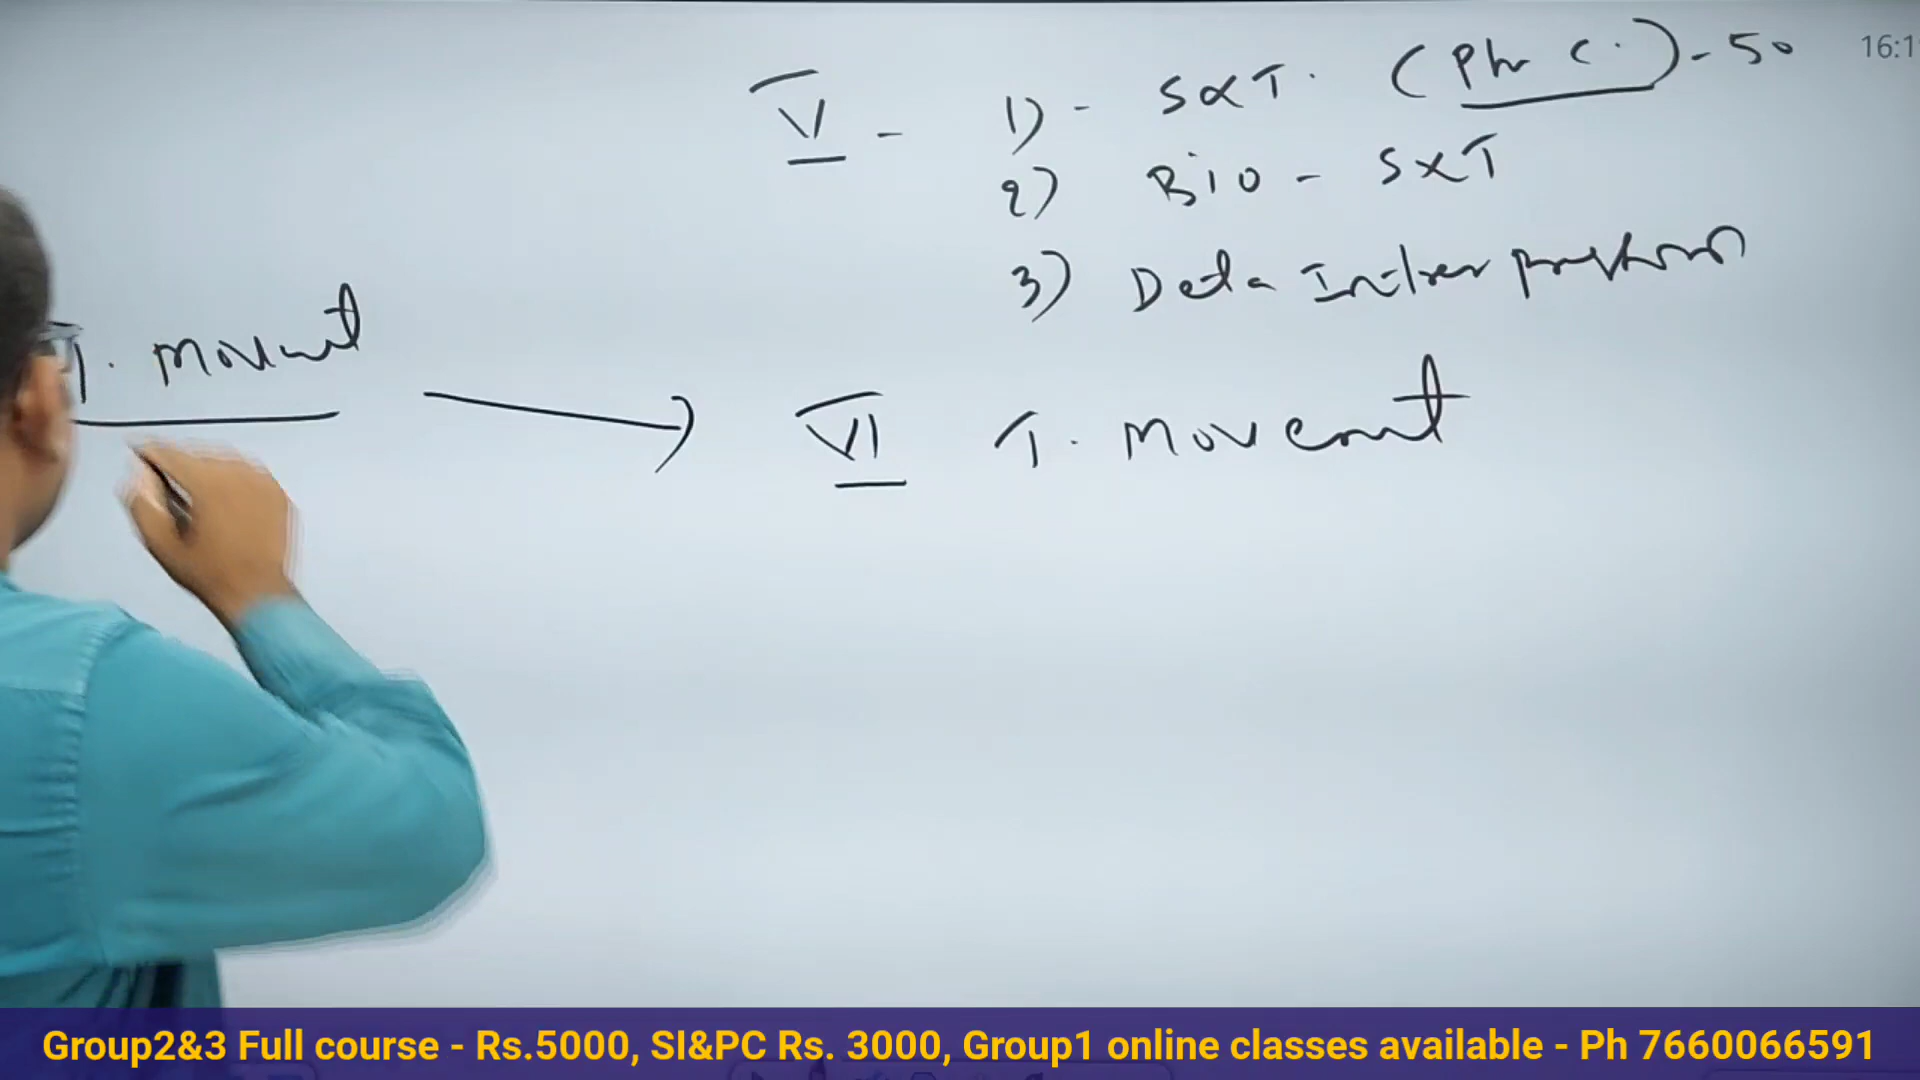 V - 1) - S&T. (Ph C.) - 50
16:1
2) Bio - S&T
3) Data Interpretation
T. Movemt
VI T. Movement
Group2&3 Full course - Rs.5000, SI&PC Rs. 3000, Group1 online classes available - Ph 7660066591